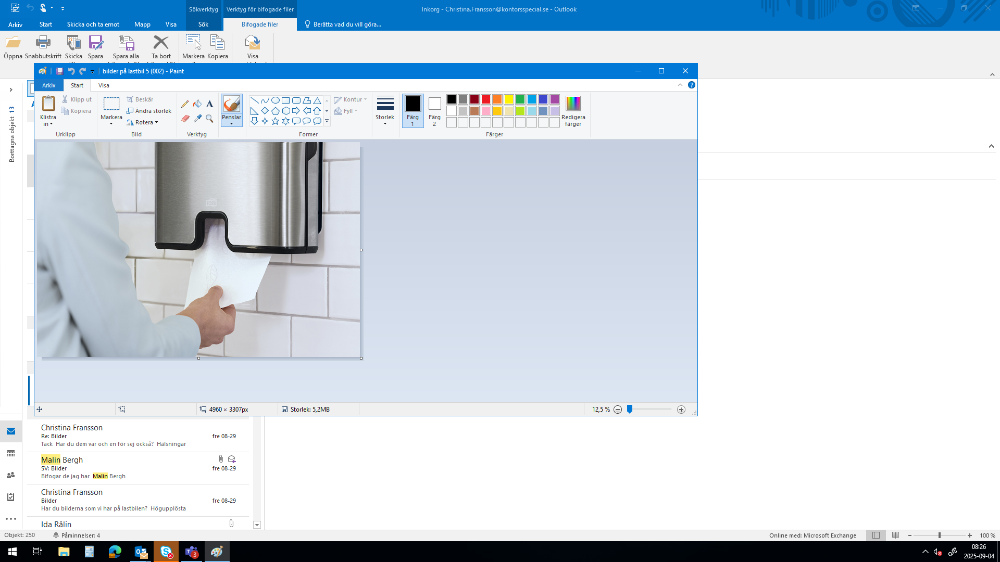 Sökverktyg
Verktyg för bifogade filer
Inkorg - Christina.Fransson@kontorsspecial.se - Outlook
Arkiv
Start
Skicka och ta emot
Mapp
Visa
Sök
Bifogade filer
Berätta vad du vill göra...
Öppna
Snabbutskrift
Skicka
Spara
Spara alla
Ta bort
Markera
Kopiera
Visa
bilder på lastbil 5 (002) - Paint
Arkiv
Start
Visa
Klistra in
Klipp ut
Kopiera
Urklipp
Markera
Beskär
Ändra storlek
Rotera
Bild
Verktyg
Penslar
Former
Kontur
Fyll
Storlek
Färg 1
Färg 2
Redigera färger
Färger
Borttagna objekt 13
4960 × 3307px
Storlek: 5,2MB
12,5 %
Christina Fransson
Re: Bilder
fre 08-29
Tack Har du dem var och en för sej också? Hälsningar
Malin Bergh
SV: Bilder
fre 08-29
Bifogar de jag har Malin Bergh
Christina Fransson
Bilder
fre 08-29
Har du bilderna som vi har på lastbilen? Högupplösta
Ida Rålin
Objekt: 250
Påminnelser: 4
Online med: Microsoft Exchange
100 %
3
08:26
2025-09-04